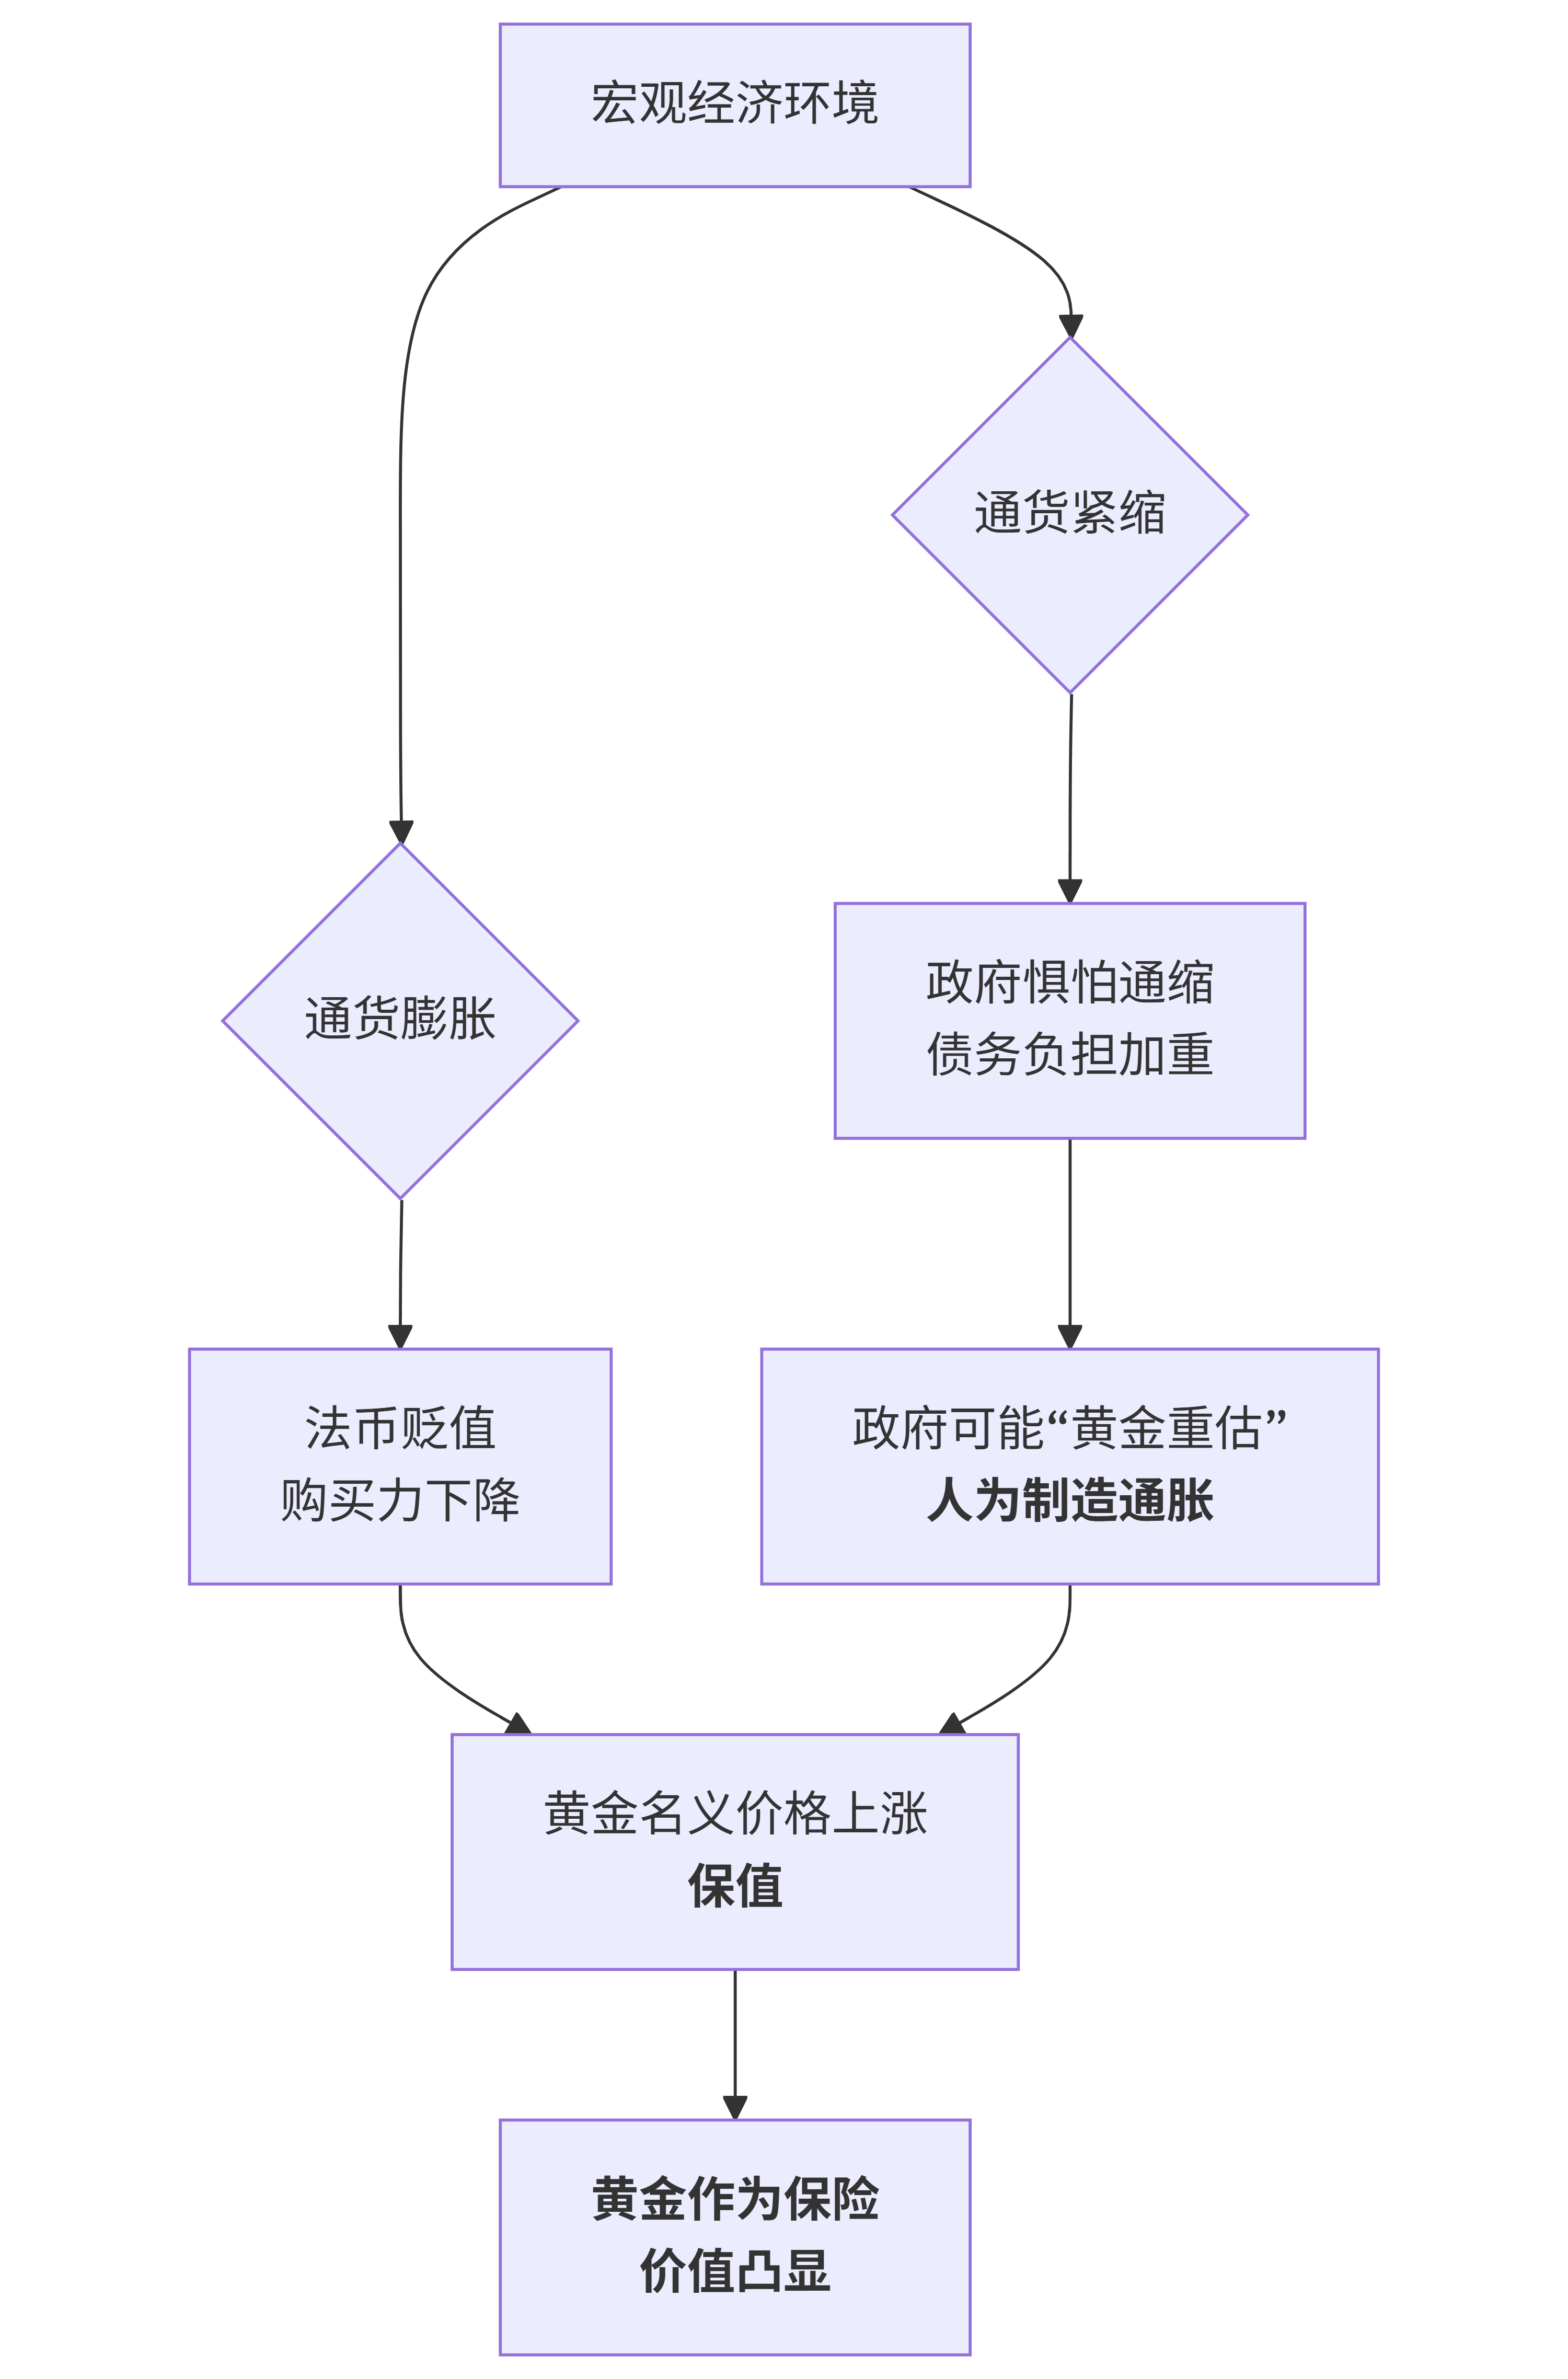 宏观经济环境
通货紧缩
通货膨胀
政府惧怕通缩
债务负担加重
法币贬值
购买力下降
政府可能“黄金重估”
人为制造通胀
黄金名义价格上涨
保值
黄金作为保险
价值凸显